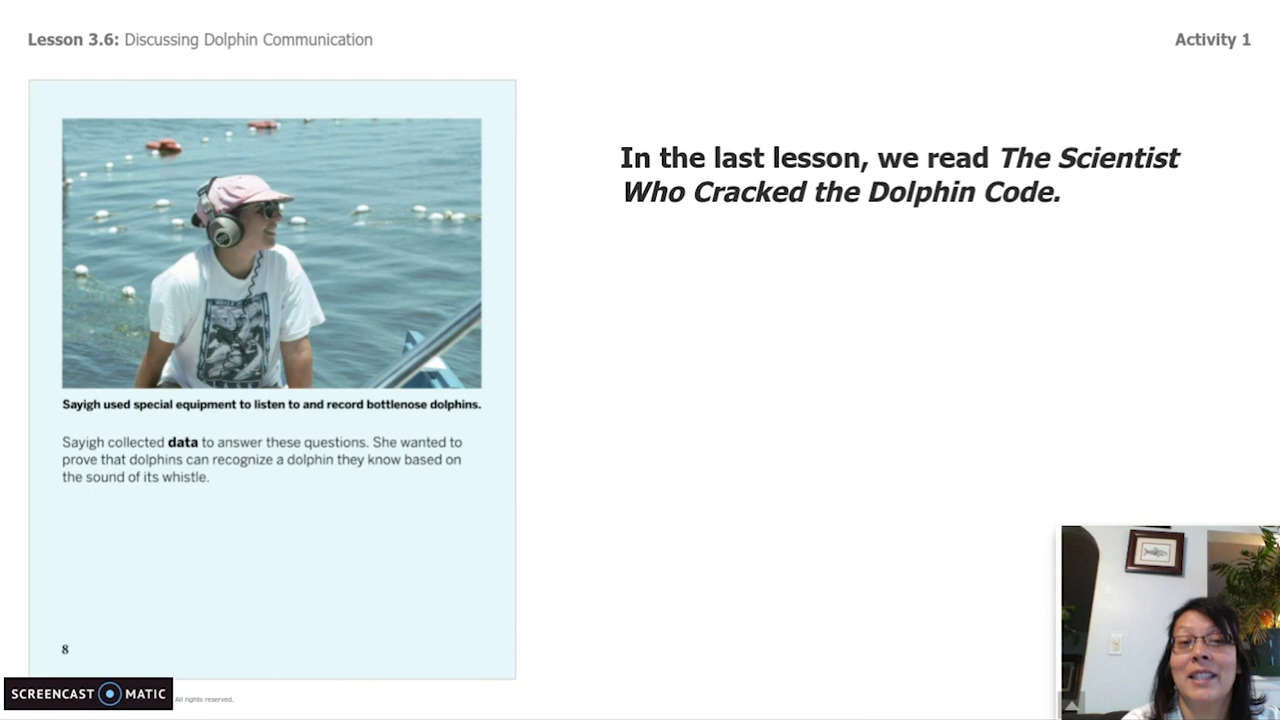 Lesson 3.6: Discussing Dolphin Communication
Activity 1
In the last lesson, we read The Scientist
Who Cracked the Dolphin Code.
Sayigh used special equipment to listen to and record bottlenose dolphins.
Sayigh collected data to answer these questions. She wanted to
prove that dolphins can recognize a dolphin they know based on
the sound of its whistle.
8
SCREENCAST MATIC
All rights reserved.